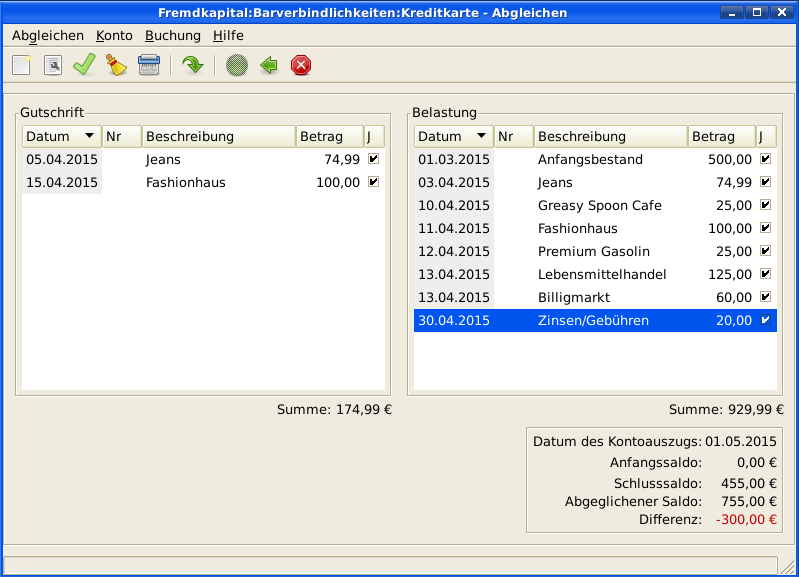 Fremdkapital:Barverbindlichkeiten:Kreditkarte - Abgleichen
Abgleichen Konto Buchung Hilfe
Gutschrift
Datum Nr Beschreibung Betrag J
05.04.2015 Jeans 74,99
15.04.2015 Fashionhaus 100,00
Summe: 174,99 €
Belastung
Datum Nr Beschreibung Betrag J
01.03.2015 Anfangsbestand 500,00
03.04.2015 Jeans 74,99
10.04.2015 Greasy Spoon Cafe 25,00
11.04.2015 Fashionhaus 100,00
12.04.2015 Premium Gasolin 25,00
13.04.2015 Lebensmittelhandel 125,00
13.04.2015 Billigmarkt 60,00
30.04.2015 Zinsen/Gebühren 20,00
Summe: 929,99 €
Datum des Kontoauszugs: 01.05.2015
Anfangssaldo: 0,00 €
Schlusssaldo: 455,00 €
Abgeglichener Saldo: 755,00 €
Differenz: -300,00 €